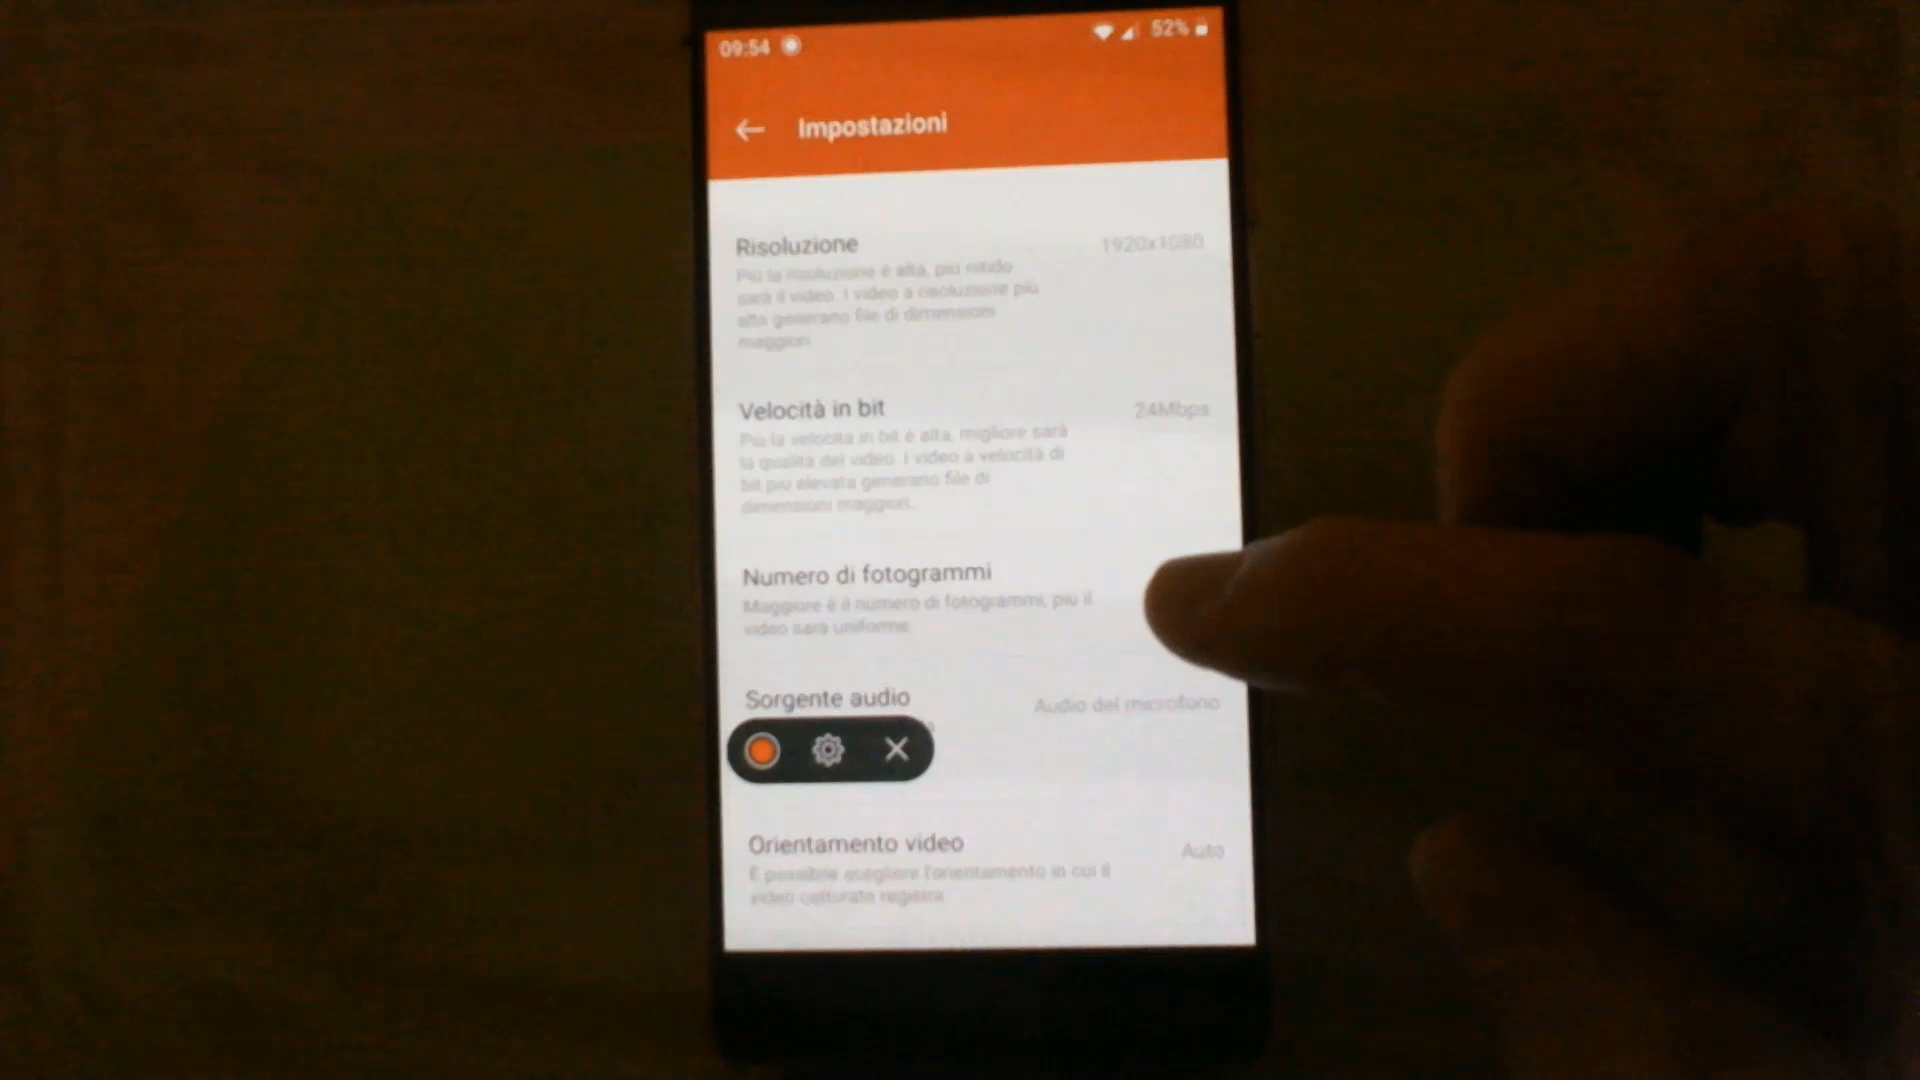 09:54
52%
Impostazioni
Risoluzione
1920x1080
Più la risoluzione è alta, più nitido
sarà il video. I video a risoluzione più
alta generano file di dimensioni
maggiori
Velocità in bit
24Mbps
Più la velocità in bit è alta, migliore sarà
la qualità del video. I video a velocità di
bit più elevata generano file di
dimensioni maggiori.
Numero di fotogrammi
Maggiore è il numero di fotogrammi, più il
video sarà uniforme
Sorgente audio
Audio del microfono
Orientamento video
Auto
È possibile scegliere l'orientamento in cui il
video catturato registra